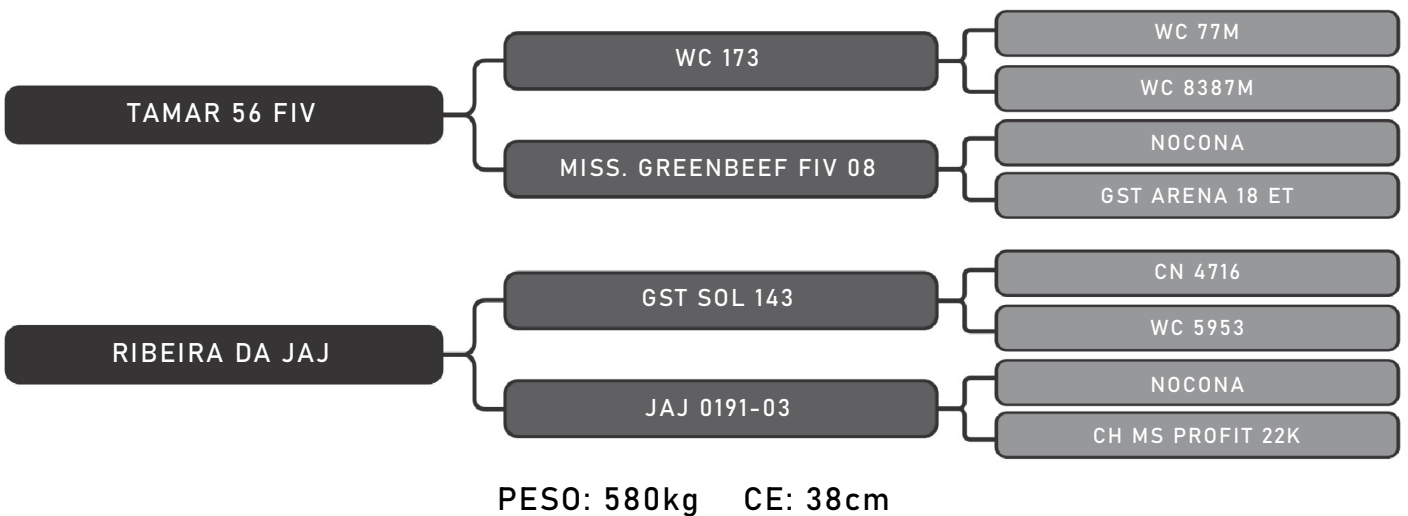 TAMAR 56 FIV
WC 173
WC 77M
WC 8387M
MISS. GREENBEEF FIV 08
NOCONA
GST ARENA 18 ET
RIBEIRA DA JAJ
GST SOL 143
CN 4716
WC 5953
JAJ 0191-03
NOCONA
CH MS PROFIT 22K
PESO: 580kg CE: 38cm